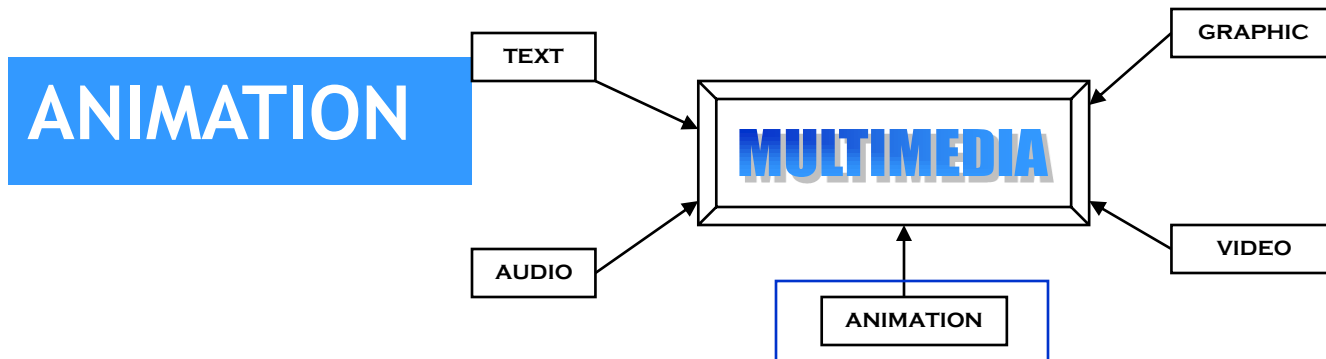 ANIMATION
TEXT
GRAPHIC
MULTIMEDIA
AUDIO
VIDEO
ANIMATION